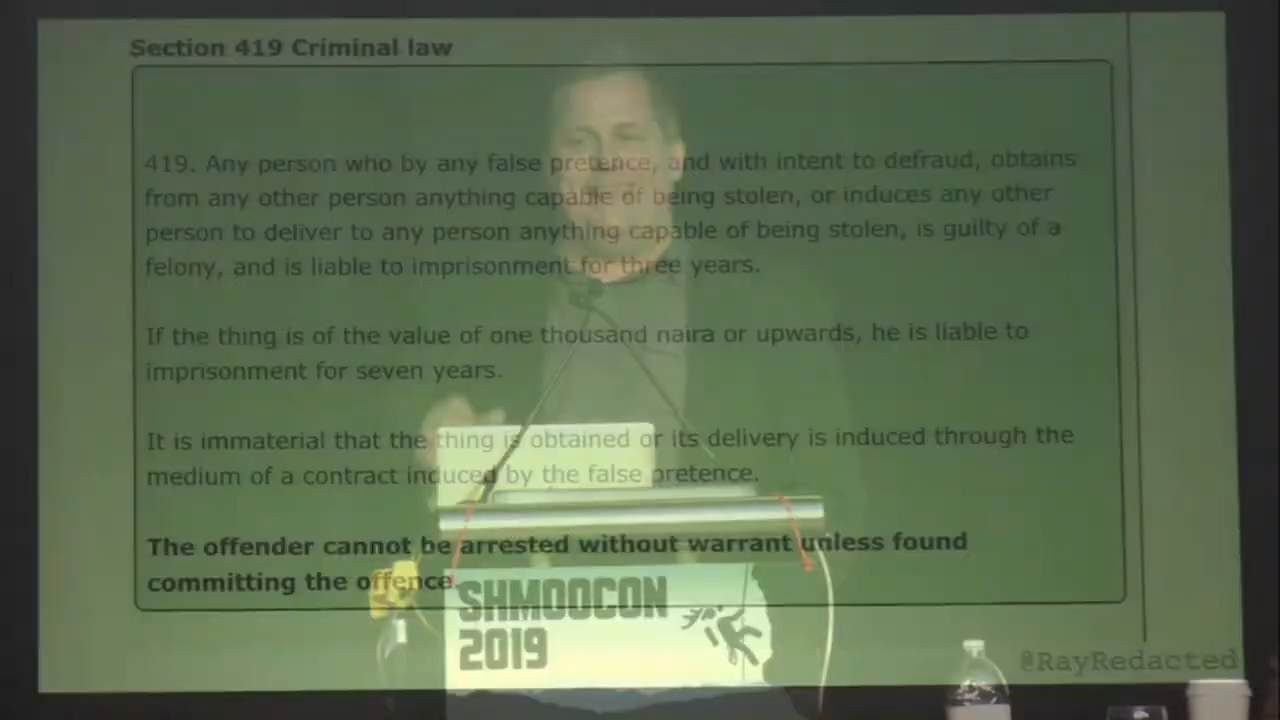 Section 419 Criminal law
419. Any person who by any false pretence, and with intent to defraud, obtains
from any other person anything capable of being stolen, or induces any other
person to deliver to any person anything capable of being stolen, is guilty of a
felony, and is liable to imprisonment for three years.
If the thing is of the value of one thousand naira or upwards, he is liable to
imprisonment for seven years.
It is immaterial that the thing is obtained or its delivery is induced through the
medium of a contract induced by the false pretence.
The offender cannot be arrested without warrant unless found
committing the offence.
SHMOOCON
2019
@RayRedacted